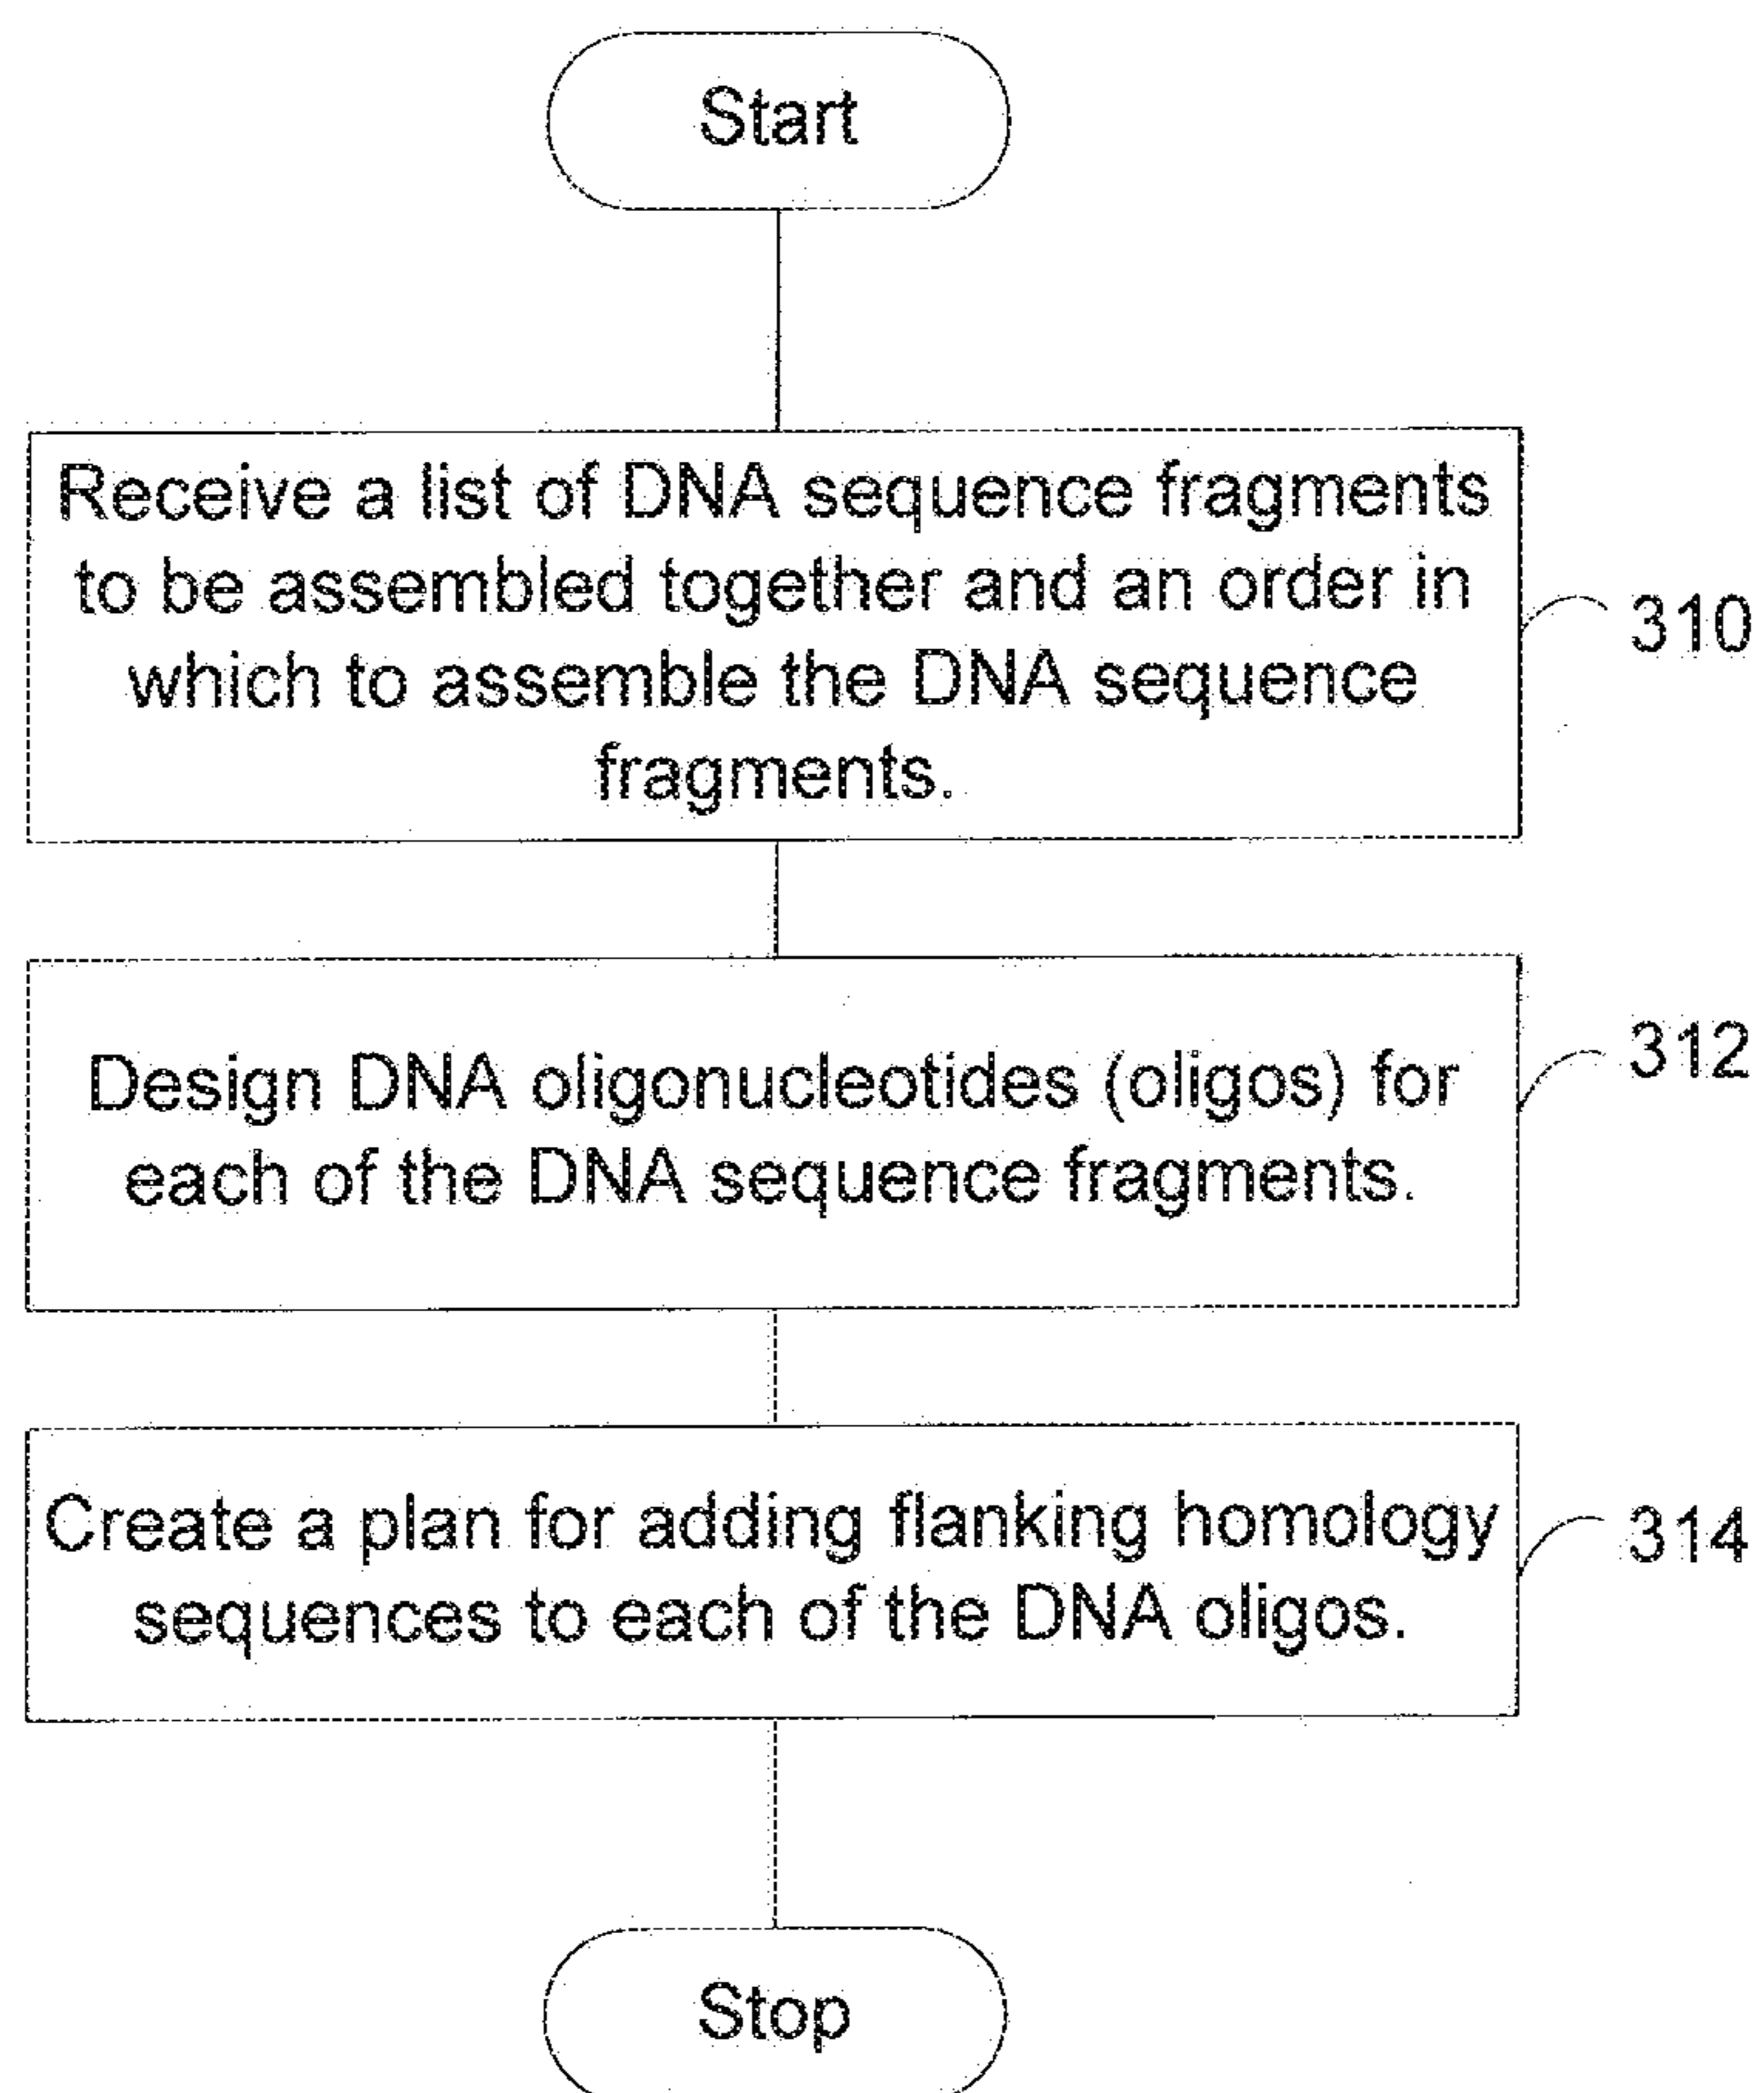 Start
Receive a list of DNA sequence fragments
to be assembled together and an order in
which to assemble the DNA sequence
fragments.
310
Design DNA oligonucleotides (oligos) for
each of the DNA sequence fragments.
312
Create a plan for adding flanking homology
sequences to each of the DNA oligos.
314
Stop